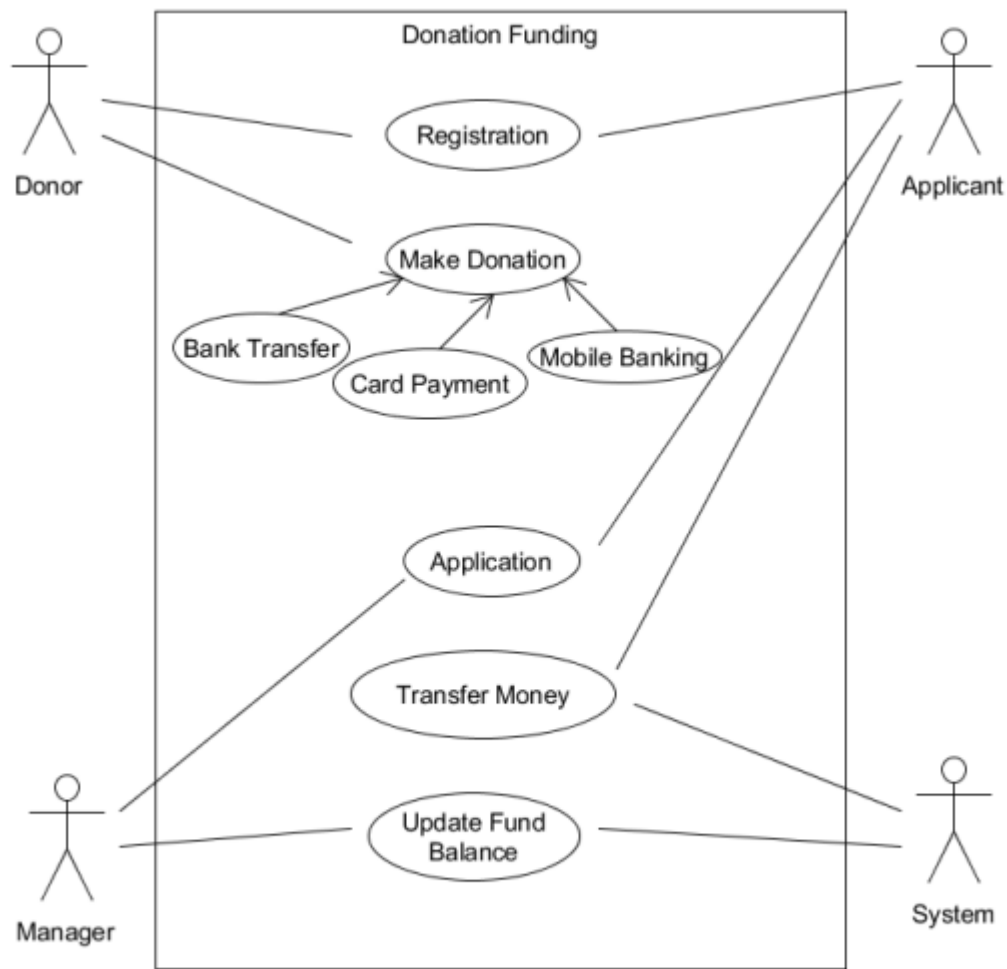 Donation Funding
Donor
Applicant
Registration
Make Donation
Bank Transfer
Card Payment
Mobile Banking
Application
Transfer Money
Update Fund
Balance
Manager
System